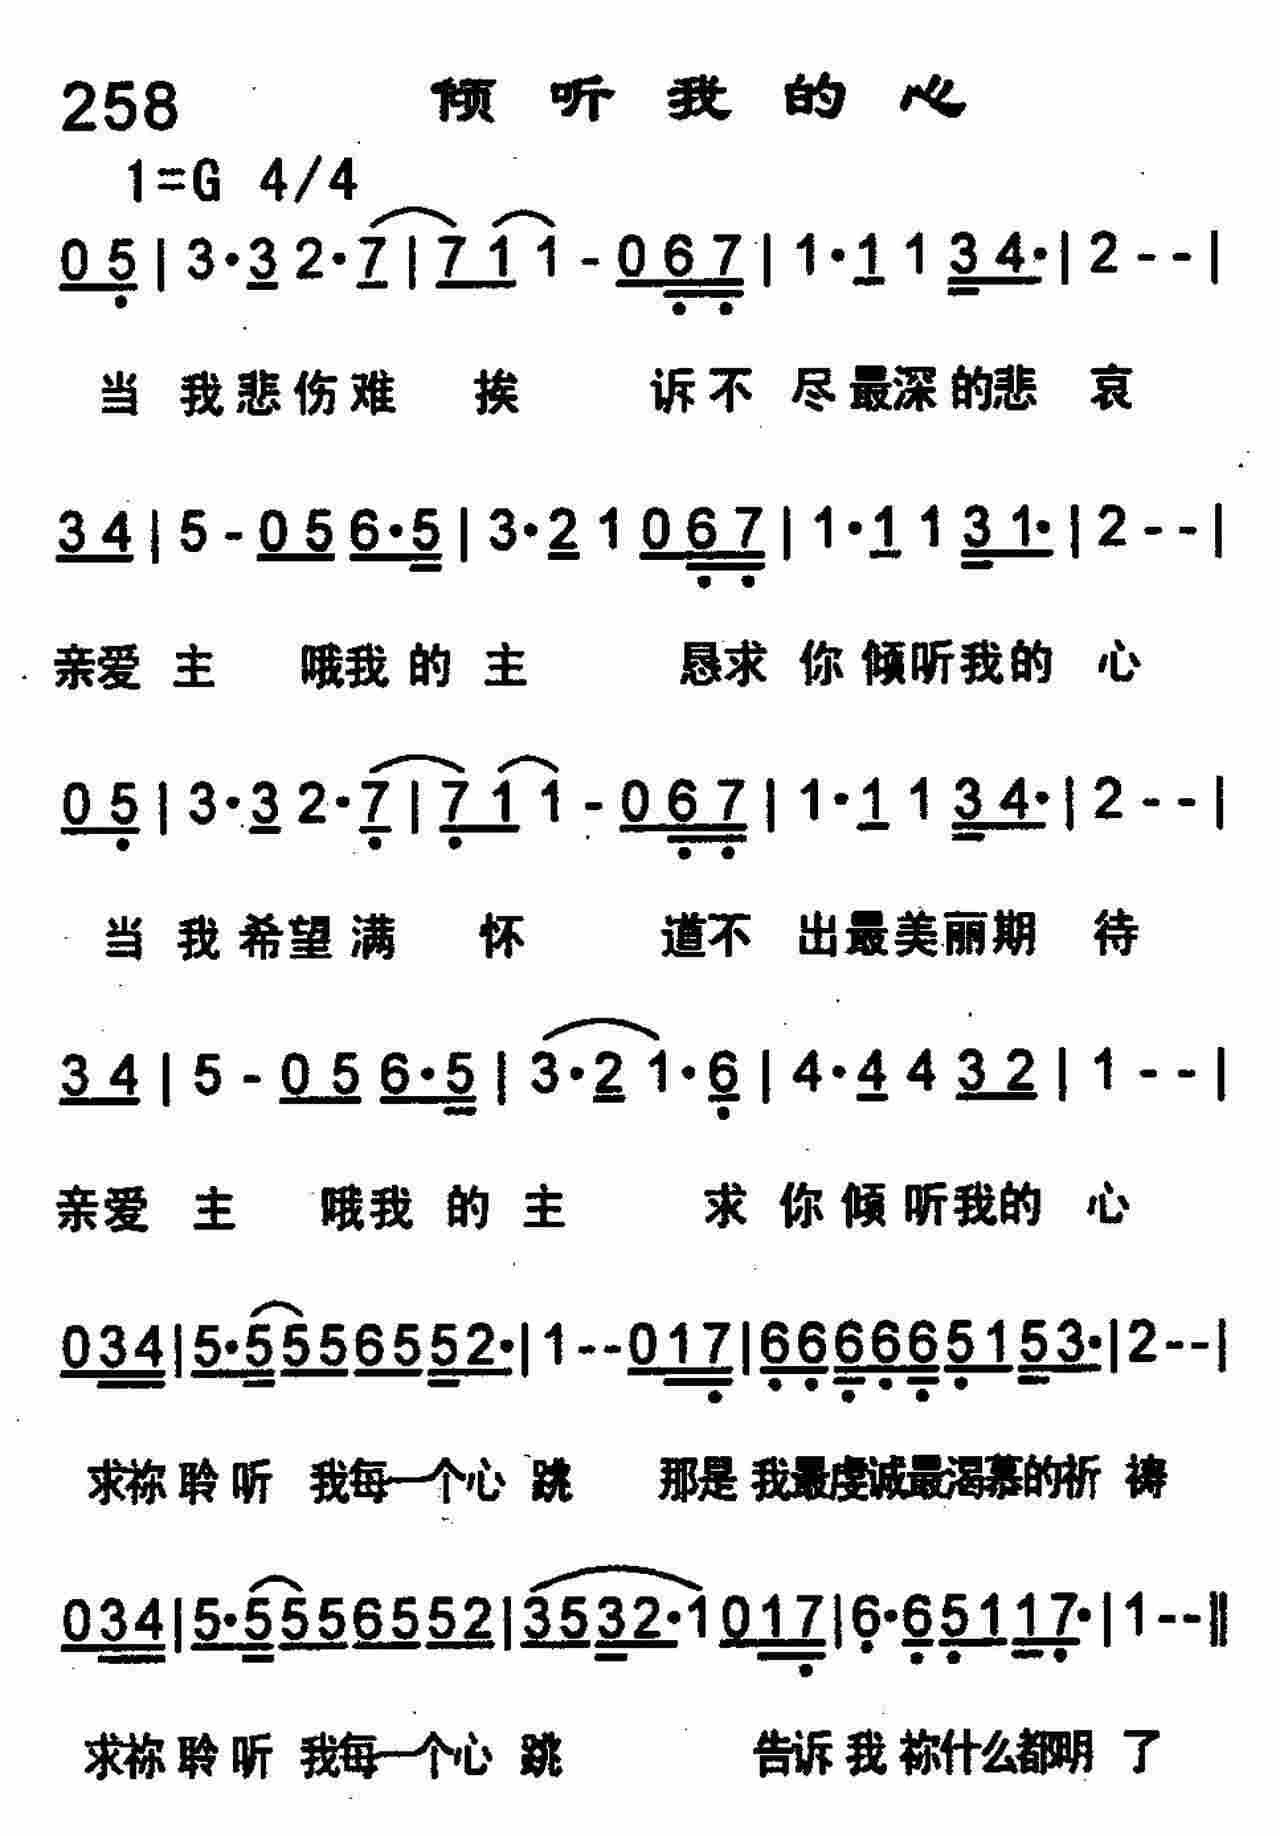 258 倾听我的心
1=G 4/4
0 5 | 3·3 2·7 | 7 1 1 - 0 6 7 | 1·1 1 3 4· | 2 - - |
当 我悲伤难 挨 诉不 尽最深的悲 哀
3 4 | 5 - 0 5 6·5 | 3·2 1 0 6 7 | 1·1 1 3 1· | 2 - - |
亲爱 主 哦我 的 主 恳求 你 倾听我的 心
0 5 | 3·3 2·7 | 7 1 1 - 0 6 7 | 1·1 1 3 4· | 2 - - |
当 我 希望 满 怀 道不 出最美丽期 待
3 4 | 5 - 0 5 6·5 | 3·2 1·6 | 4·4 4 3 2 | 1 - - |
亲爱 主 哦我 的 主 求 你 倾 听我的 心
0 3 4 | 5·5 5 5 6 5 5 2· | 1 - - 0 1 7 | 6 6 6 6 6 5 1 5 3· | 2 - - |
求祢 聆 听 我每一个心 跳 那是 我最虔诚最渴慕的祈 祷
0 3 4 | 5·5 5 5 6 5 5 2 | 3 5 3 2·1 0 1 7 | 6·6 5 1 1 7· | 1 - - ‖
求祢 聆 听 我每一个心 跳 告诉 我 祢什么都明 了